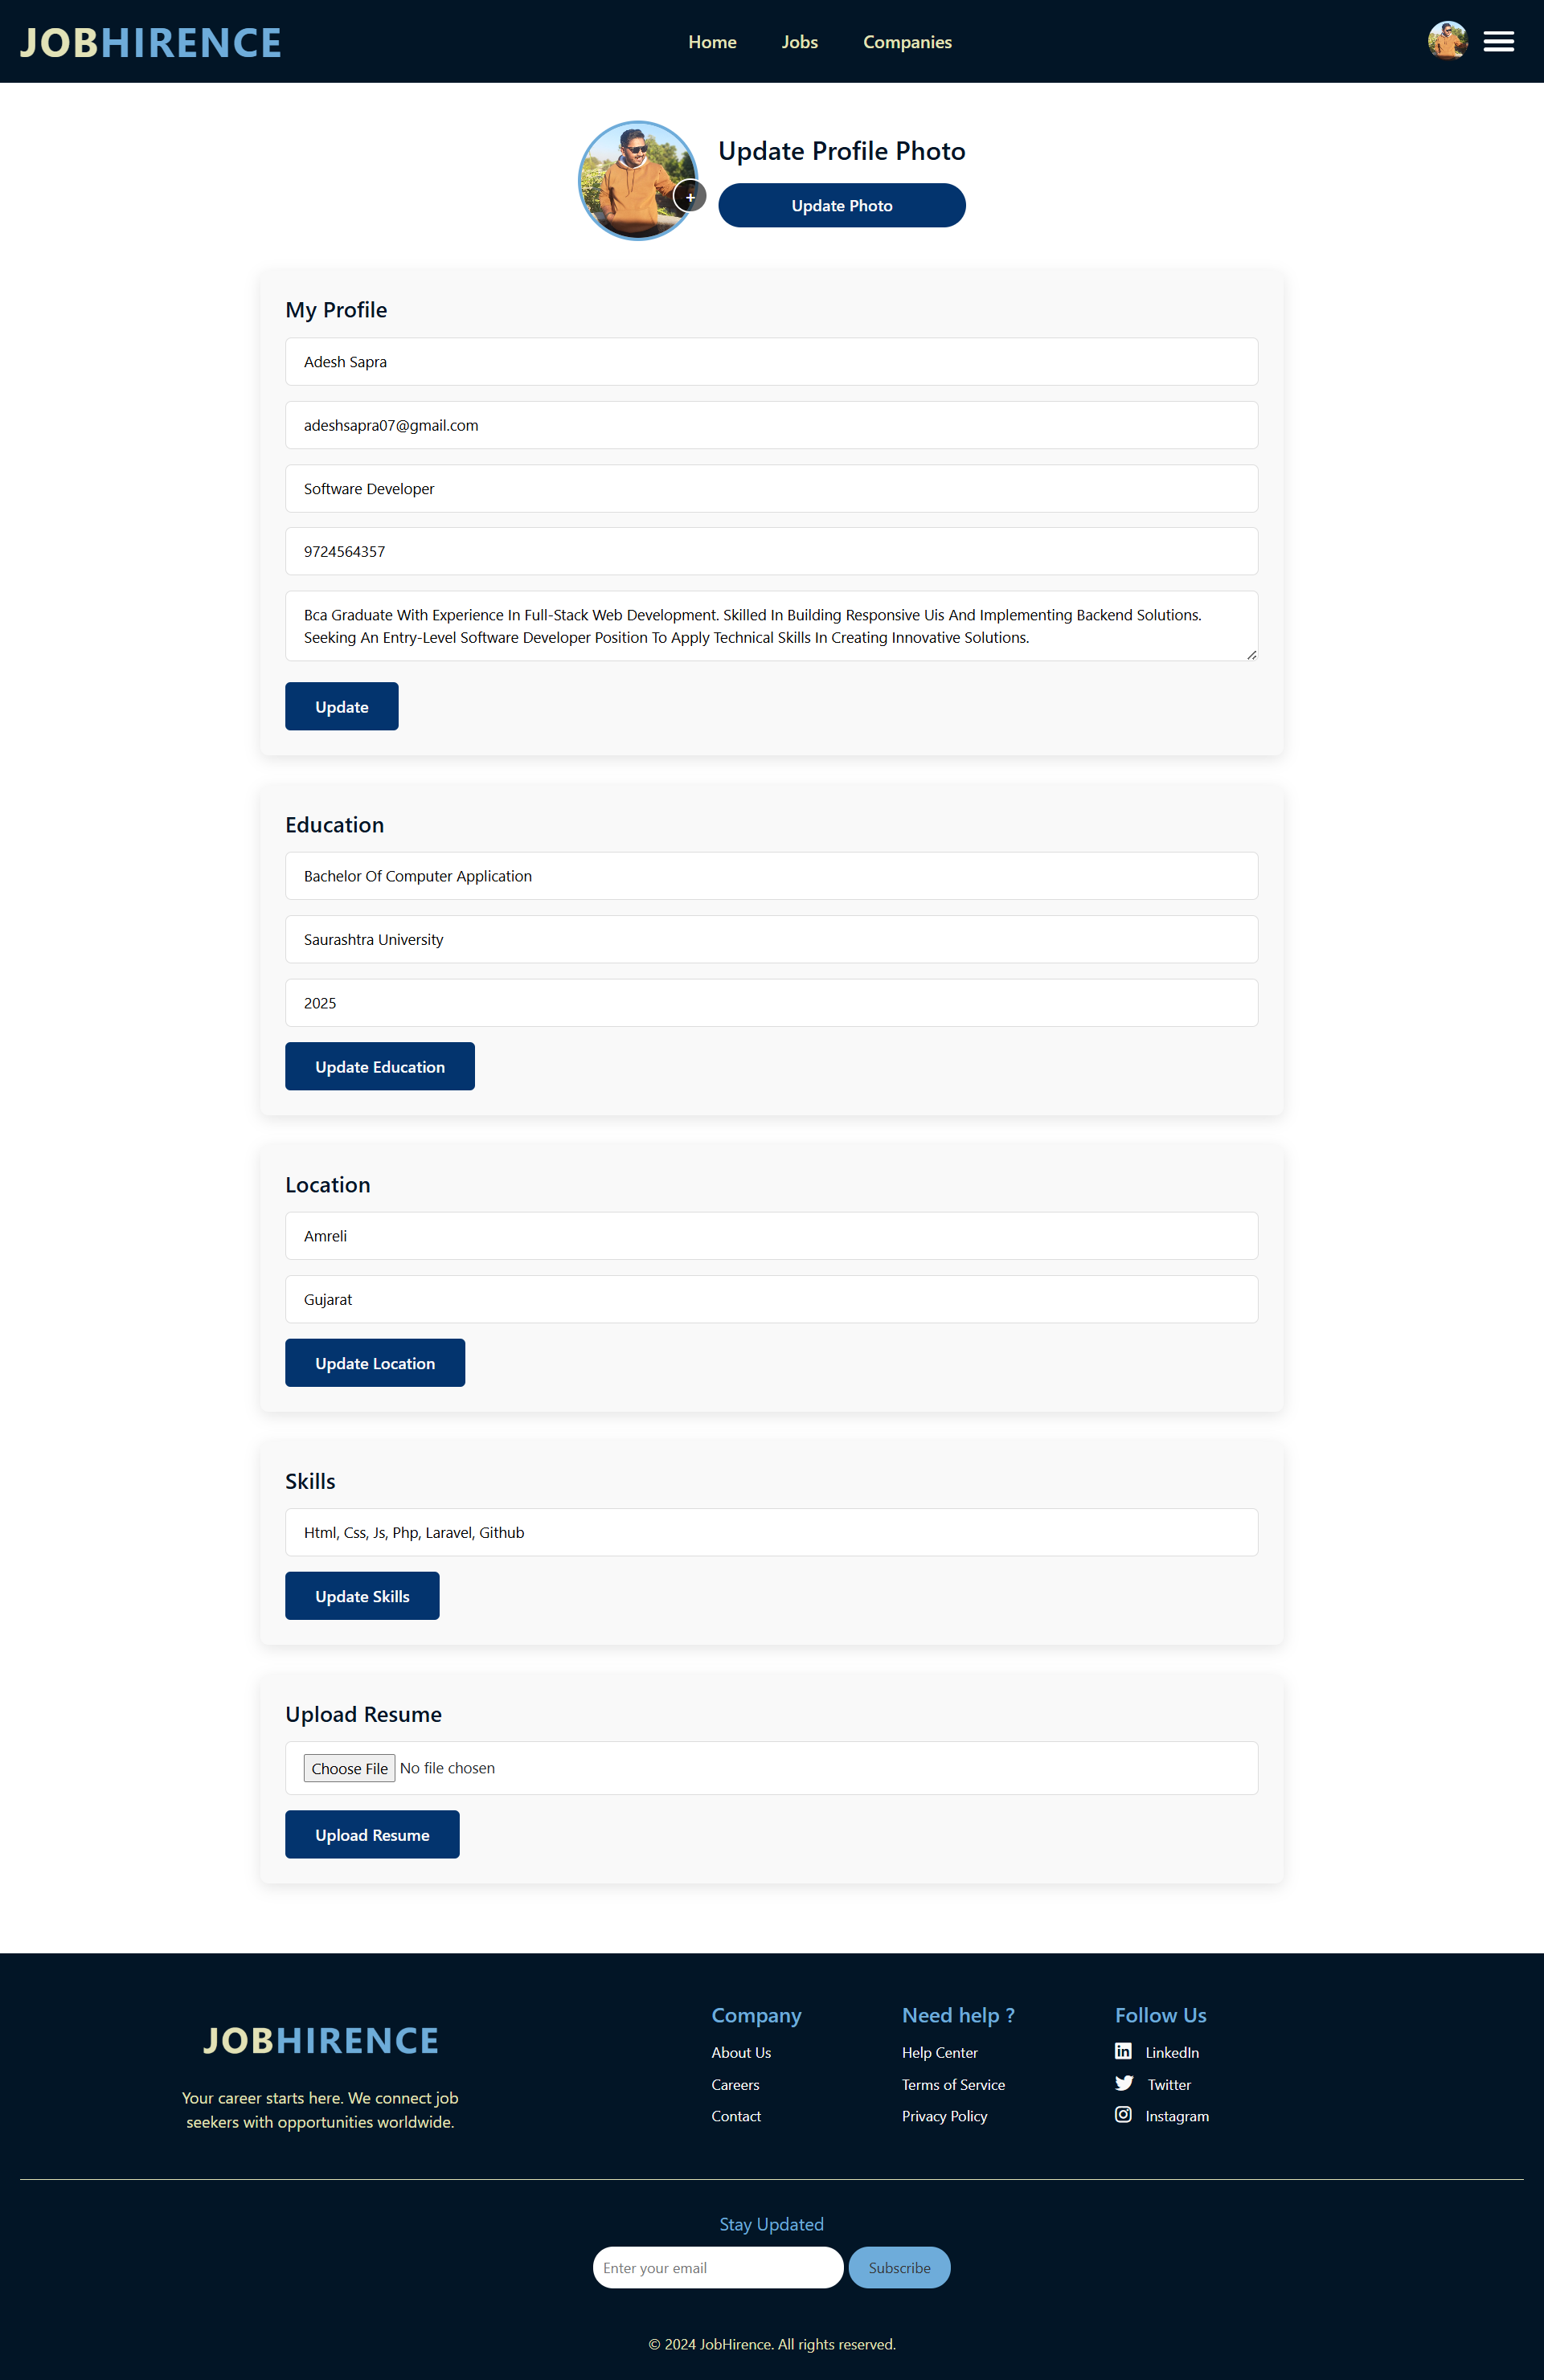 JOBHIRENCE
Home
Jobs
Companies
Update Profile Photo
+
Update Photo
My Profile
Adesh Sapra
adeshsapra07@gmail.com
Software Developer
9724564357
Bca Graduate With Experience In Full-Stack Web Development. Skilled In Building Responsive Uis And Implementing Backend Solutions.
Seeking An Entry-Level Software Developer Position To Apply Technical Skills In Creating Innovative Solutions.
Update
Education
Bachelor Of Computer Application
Saurashtra University
2025
Update Education
Location
Amreli
Gujarat
Update Location
Skills
Html, Css, Js, Php, Laravel, Github
Update Skills
Upload Resume
Choose File No file chosen
Upload Resume
JOBHIRENCE
Your career starts here. We connect job
seekers with opportunities worldwide.
Company
About Us
Careers
Contact
Need help ?
Help Center
Terms of Service
Privacy Policy
Follow Us
LinkedIn
Twitter
Instagram
Stay Updated
Enter your email
Subscribe
© 2024 JobHirence. All rights reserved.